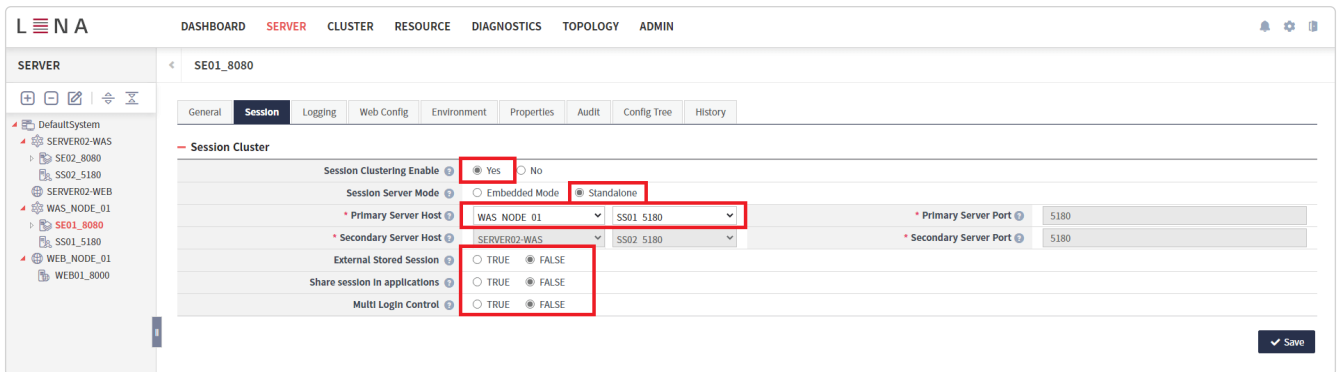 LENA DASHBOARD SERVER CLUSTER RESOURCE DIAGNOSTICS TOPOLOGY ADMIN
SERVER
SE01_8080
General Session Logging Web Config Environment Properties Audit Config Tree History
DefaultSystem
SERVER02-WAS
SE02_8080
SS02_5180
SERVER02-WEB
WAS_NODE_01
SE01_8080
SS01_5180
WEB_NODE_01
WEB01_8000
Session Cluster
Session Clustering Enable ? Yes No
Session Server Mode ? Embedded Mode Standalone
* Primary Server Host ? WAS_NODE_01 SS01_5180 * Primary Server Port ? 5180
* Secondary Server Host ? SERVER02-WAS SS02_5180 * Secondary Server Port ? 5180
External Stored Session ? TRUE FALSE
Share session in applications ? TRUE FALSE
Multi Login Control ? TRUE FALSE
Save